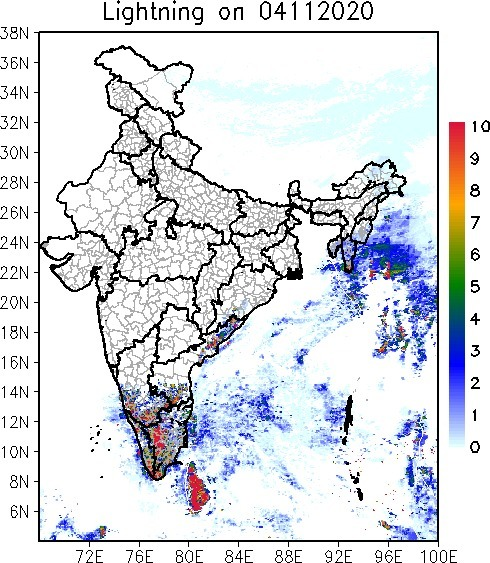 Lightning on 04112020
38N
36N
34N
32N
30N
28N
26N
24N
22N
20N
18N
16N
14N
12N
10N
8N
6N
72E 76E 80E 84E 88E 92E 96E 100E
10
9
8
7
6
5
4
3
2
1
0